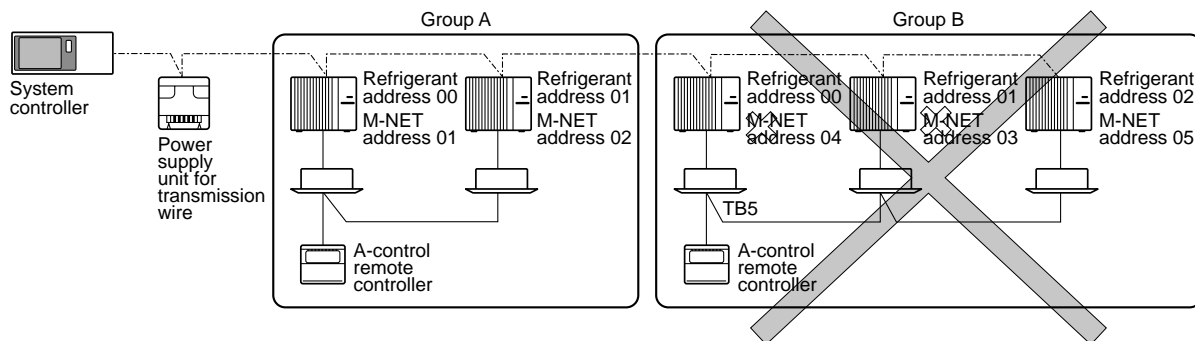 Group A
Group B
System
controller
Power
supply
unit for
transmission
wire
Refrigerant
address 00
M-NET
address 01
Refrigerant
address 01
M-NET
address 02
A-control
remote
controller
Refrigerant
address 00
M-NET
address 04
Refrigerant
address 01
M-NET
address 03
Refrigerant
address 02
M-NET
address 05
TB5
A-control
remote
controller